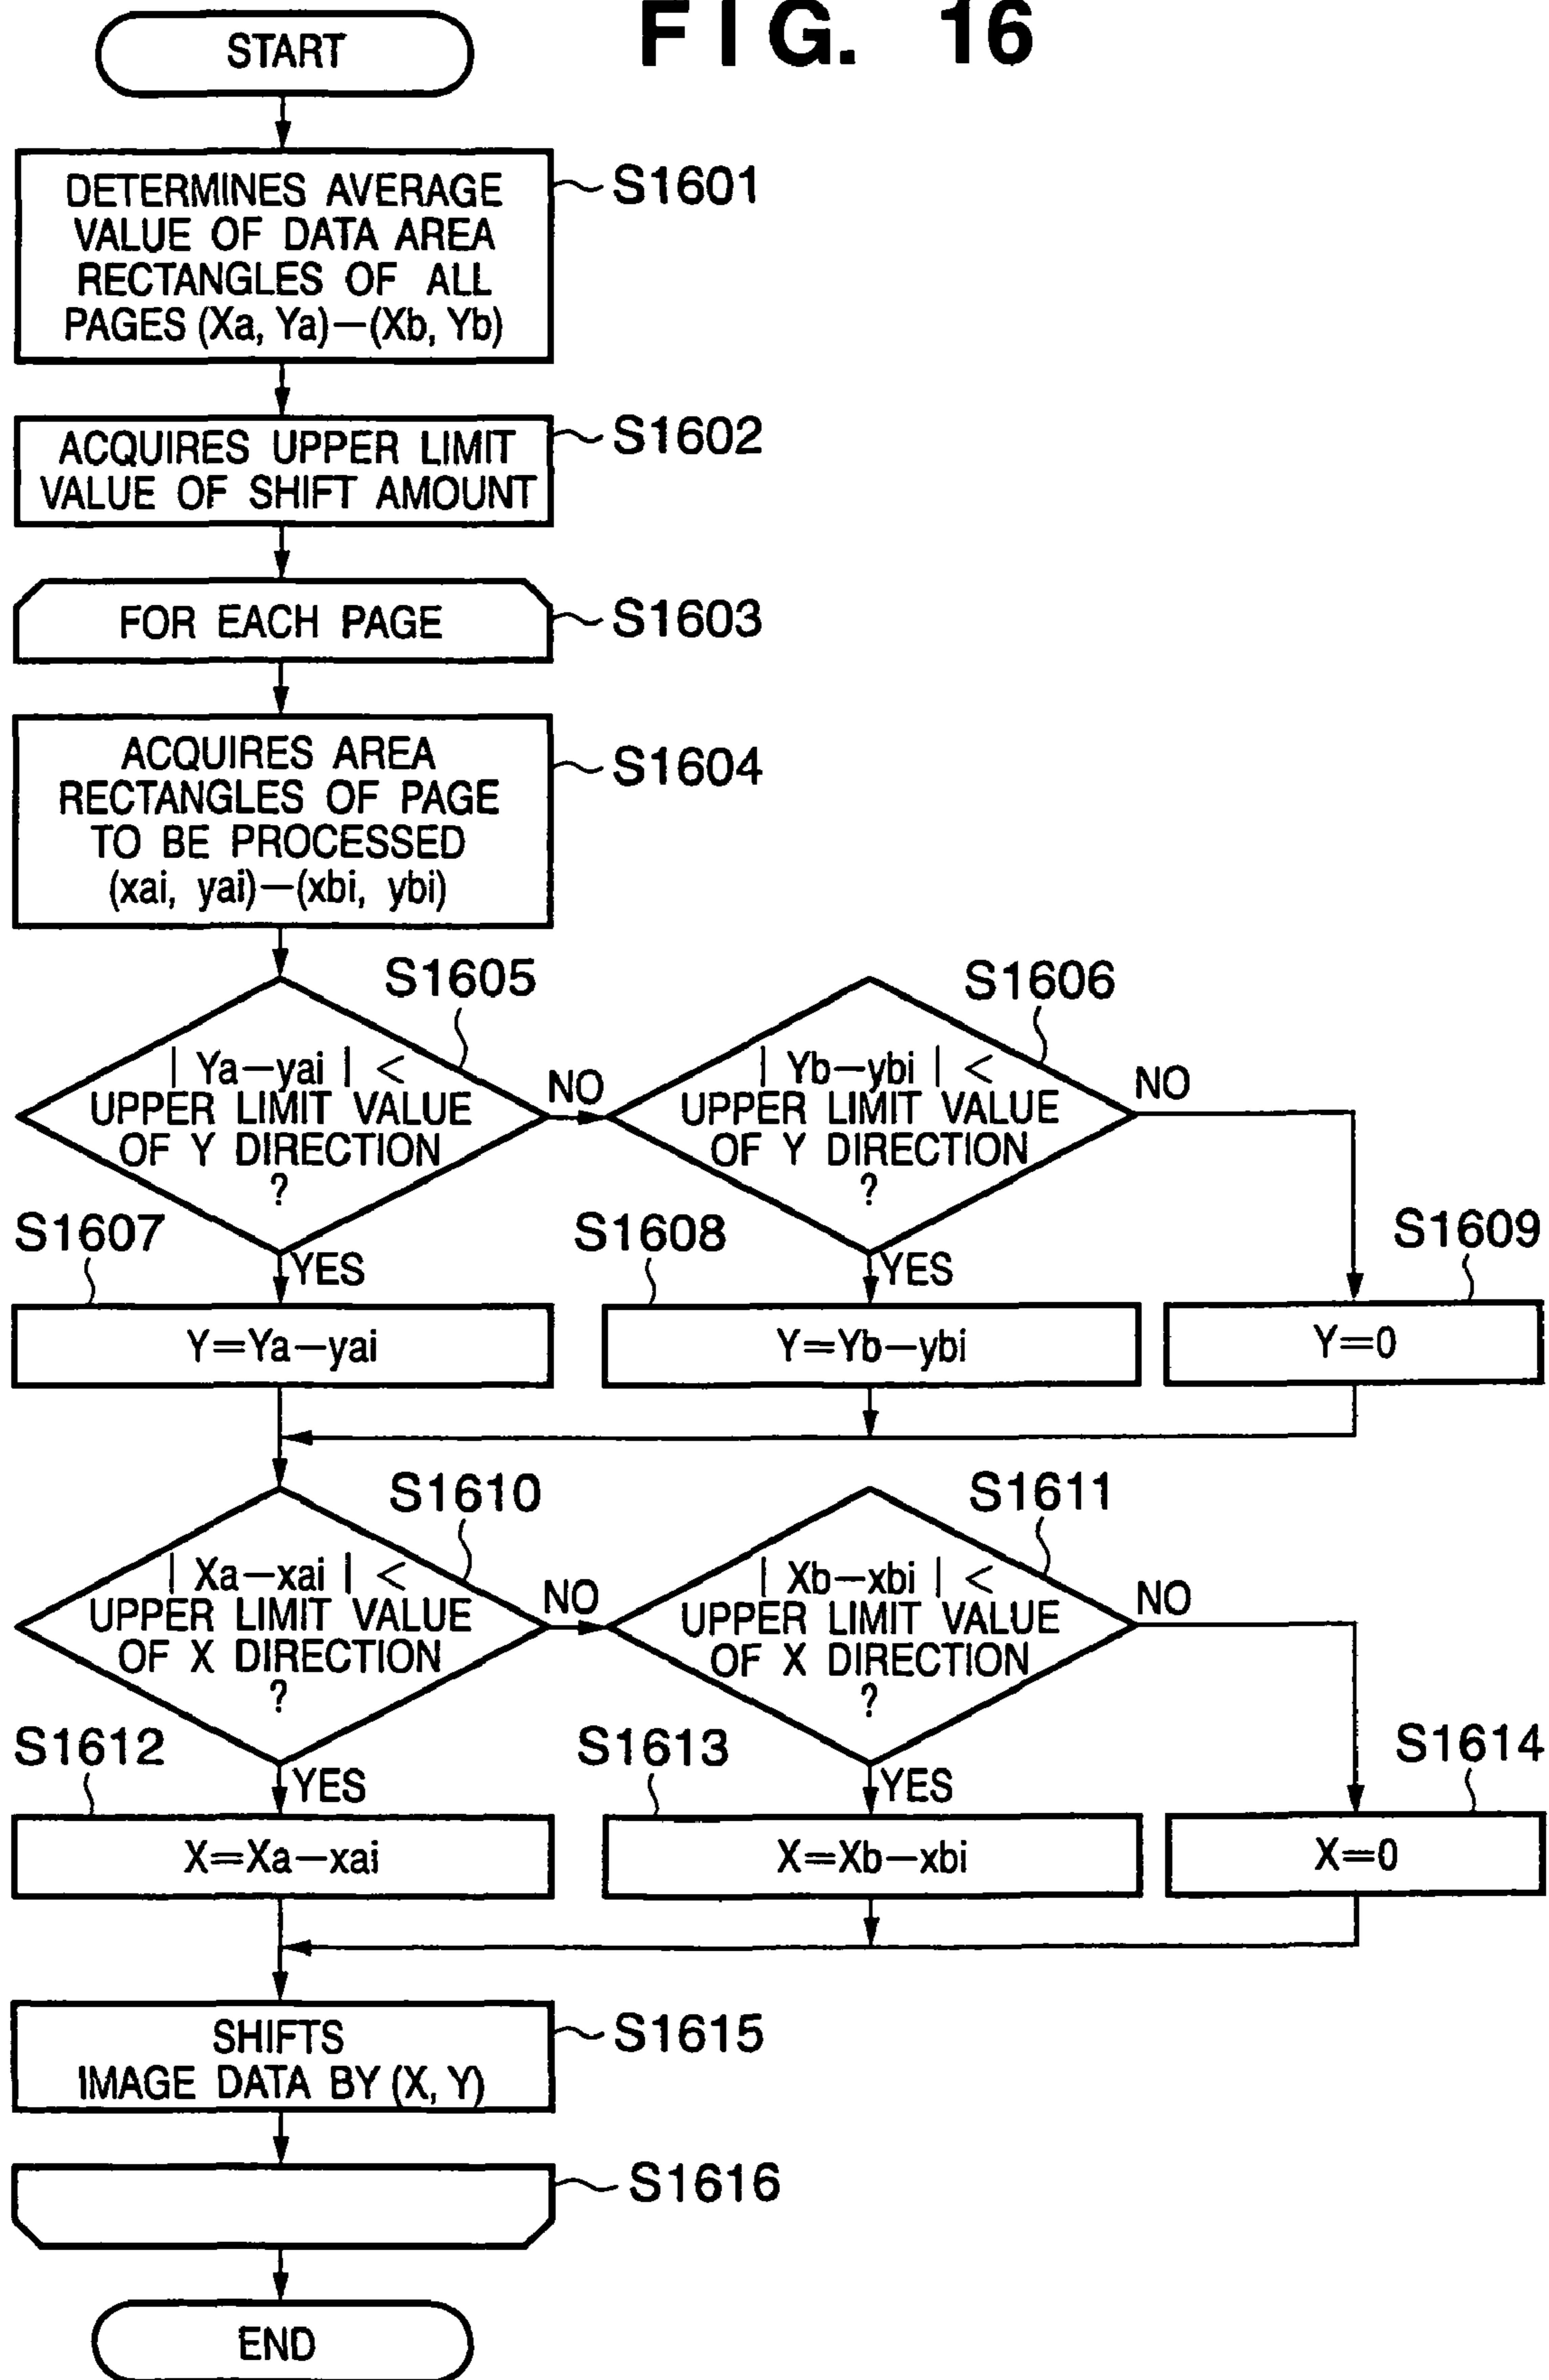 FIG. 16
START
DETERMINES AVERAGE
VALUE OF DATA AREA
RECTANGLES OF ALL
PAGES (Xa, Ya)—(Xb, Yb)
S1601
ACQUIRES UPPER LIMIT
VALUE OF SHIFT AMOUNT
S1602
FOR EACH PAGE
S1603
ACQUIRES AREA
RECTANGLES OF PAGE
TO BE PROCESSED
(xai, yai)—(xbi, ybi)
S1604
S1605
| Ya—yai | <
UPPER LIMIT VALUE
OF Y DIRECTION
?
NO
YES
S1606
| Yb—ybi | <
UPPER LIMIT VALUE
OF Y DIRECTION
?
NO
YES
S1607
Y=Ya—yai
S1608
Y=Yb—ybi
S1609
Y=0
S1610
| Xa—xai | <
UPPER LIMIT VALUE
OF X DIRECTION
?
NO
YES
S1611
| Xb—xbi | <
UPPER LIMIT VALUE
OF X DIRECTION
?
NO
YES
S1612
X=Xa—xai
S1613
X=Xb—xbi
S1614
X=0
SHIFTS
IMAGE DATA BY (X, Y)
S1615
S1616
END